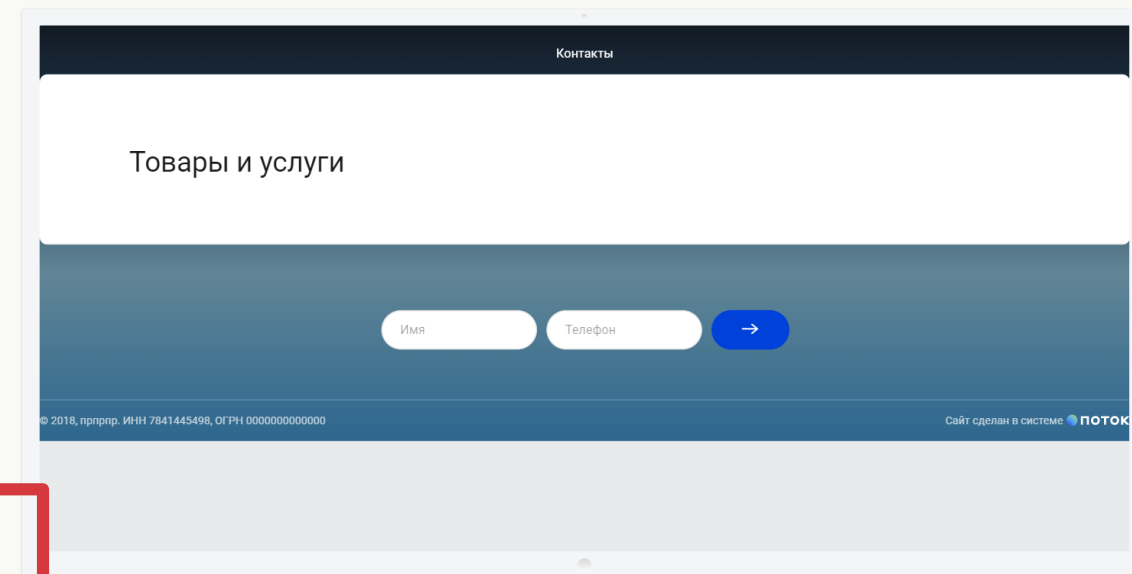 Контакты
Товары и услуги
Имя
Телефон
© 2018, прпрпр. ИНН 7841445498, ОГРН 0000000000000
Сайт сделан в системе ПОТОК